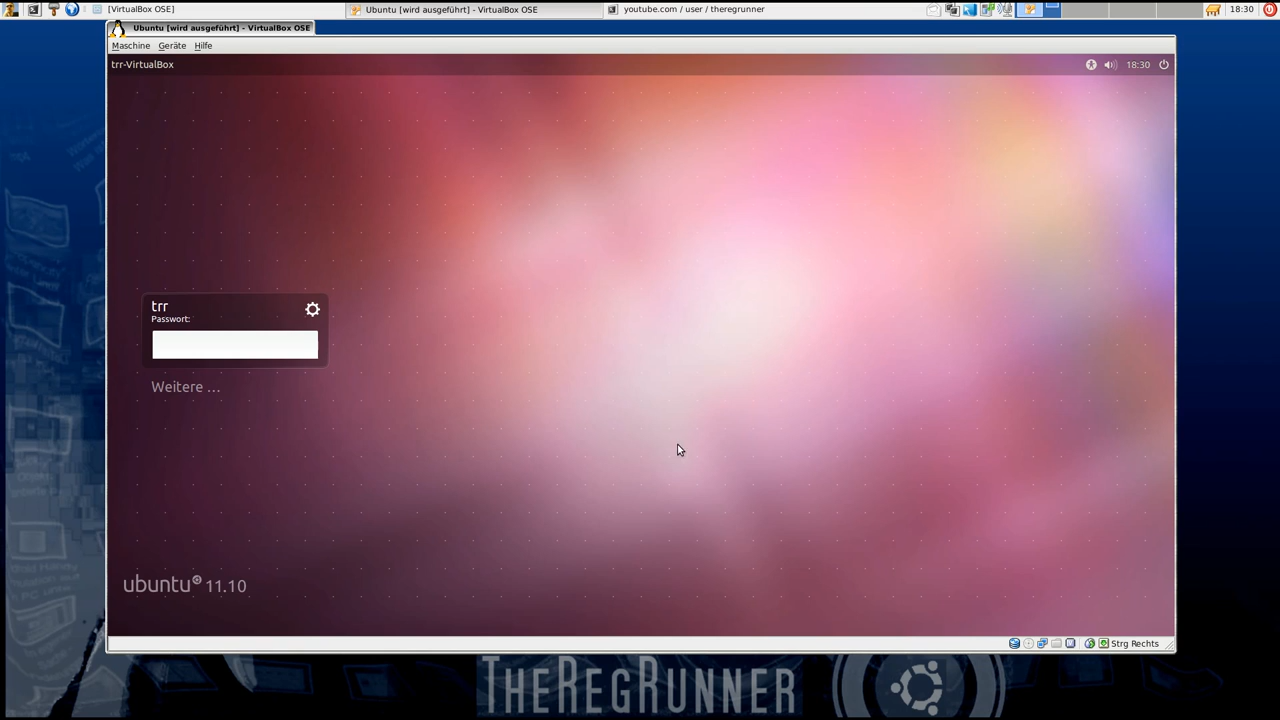 [VirtualBox OSE]
Ubuntu [wird ausgeführt] - VirtualBox OSE
youtube.com / user / theregrunner
18:30
Ubuntu [wird ausgeführt] - VirtualBox OSE
Maschine Geräte Hilfe
trr-VirtualBox
18:30
trr
Passwort:
Weitere …
ubuntu 11.10
Strg Rechts
THEREGRUNNER